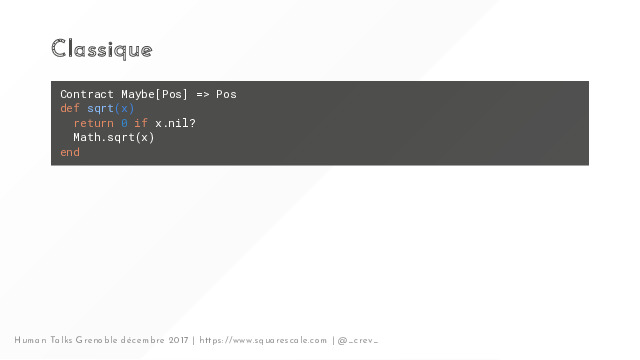 Classique
Contract Maybe[Pos] => Pos
def sqrt(x)
  return 0 if x.nil?
  Math.sqrt(x)
end
Human Talks Grenoble décembre 2017 | https://www.squarescale.com | @_crev_